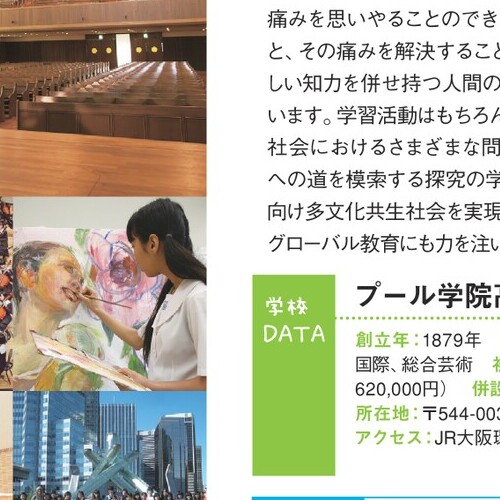 痛みを思いやることのでき
と、その痛みを解決すること
しい知力を併せ持つ人間の
います。学習活動はもちろん
社会におけるさまざまな問
への道を模索する探究の学
向け多文化共生社会を実現
グローバル教育にも力を注い
学校
DATA
プール学院高
創立年：1879年
国際、総合芸術
620,000円） 併設
所在地：〒544-003
アクセス：JR大阪環